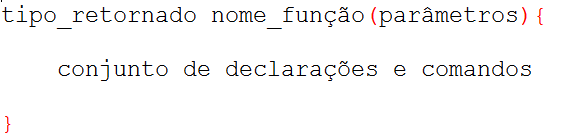 tipo_retornado nome_função(parâmetros){
conjunto de declarações e comandos
}